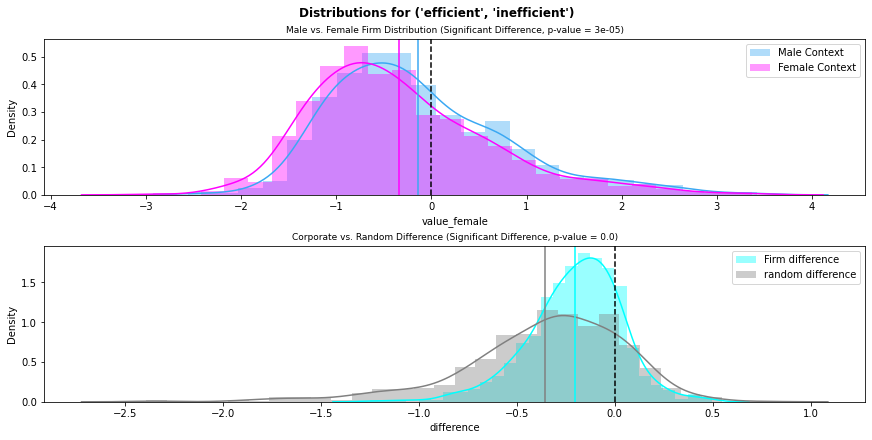 Distributions for ('efficient', 'inefficient')
Male vs. Female Firm Distribution (Significant Difference, p-value = 3e-05)
Density
0.5
0.4
0.3
0.2
0.1
0.0
Male Context
Female Context
−4 −3 −2 −1 0 1 2 3 4
value_female
Corporate vs. Random Difference (Significant Difference, p-value = 0.0)
Density
1.5
1.0
0.5
0.0
Firm difference
random difference
−2.5 −2.0 −1.5 −1.0 −0.5 0.0 0.5 1.0
difference